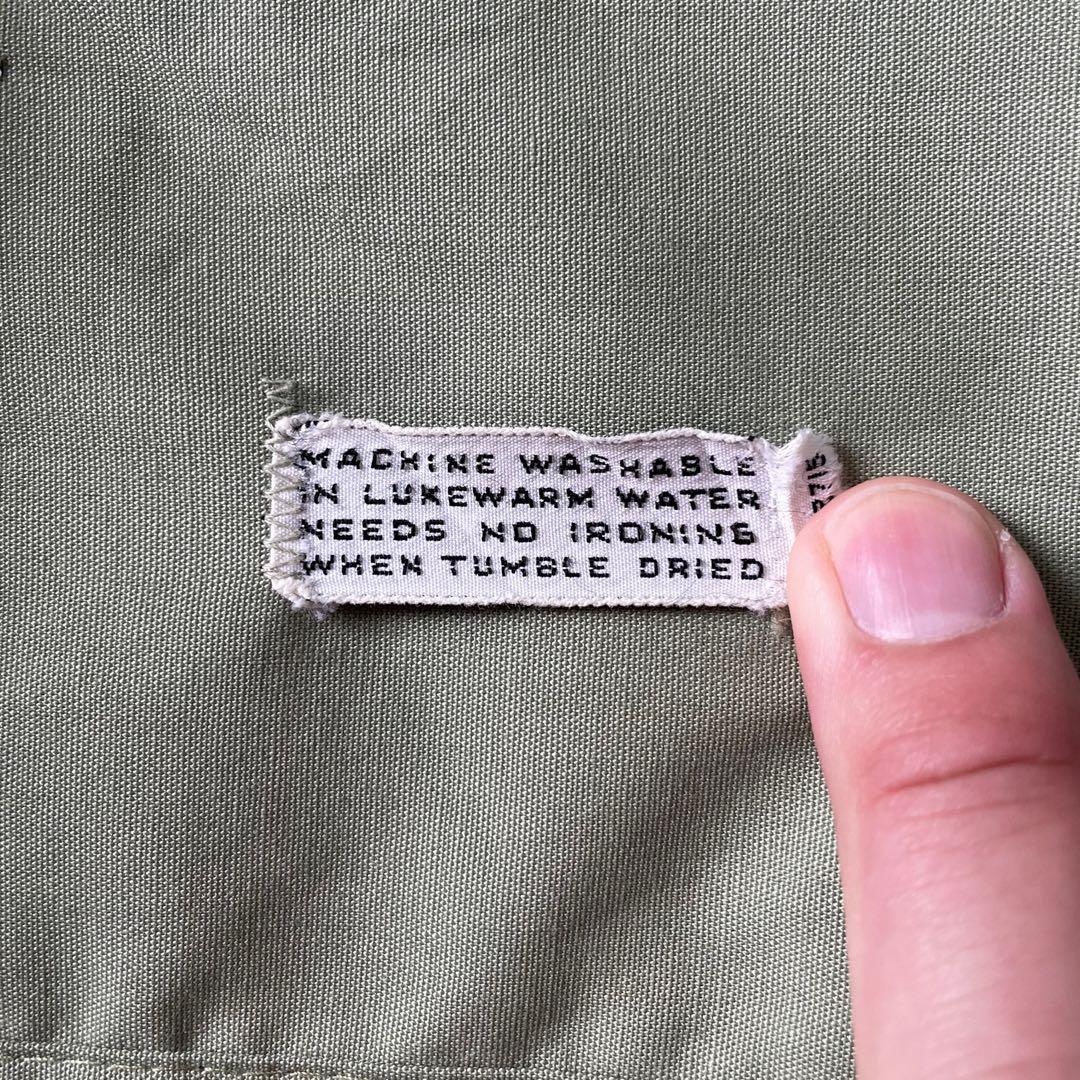 MACHINE WASHABLE
IN LUKEWARM WATER
NEEDS NO IRONING
WHEN TUMBLE DRIED